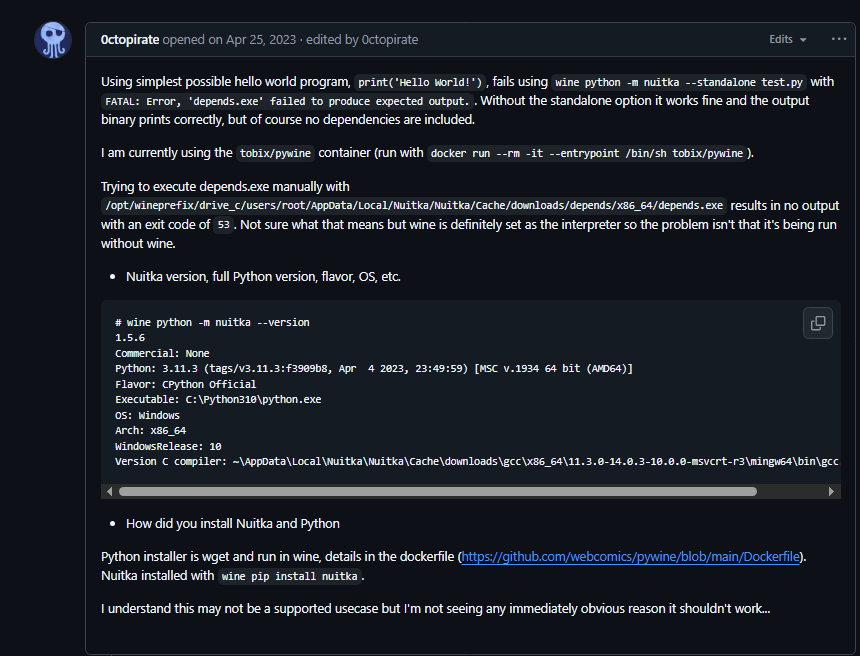 0ctopirate opened on Apr 25, 2023 · edited by 0ctopirate
Edits
Using simplest possible hello world program, print('Hello World!') , fails using wine python -m nuitka --standalone test.py with
FATAL: Error, 'depends.exe' failed to produce expected output. . Without the standalone option it works fine and the output
binary prints correctly, but of course no dependencies are included.
I am currently using the tobix/pywine container (run with docker run --rm -it --entrypoint /bin/sh tobix/pywine ).
Trying to execute depends.exe manually with
/opt/wineprefix/drive_c/users/root/AppData/Local/Nuitka/Nuitka/Cache/downloads/depends/x86_64/depends.exe results in no output
with an exit code of 53 . Not sure what that means but wine is definitely set as the interpreter so the problem isn't that it's being run
without wine.
• Nuitka version, full Python version, flavor, OS, etc.
# wine python -m nuitka --version
1.5.6
Commercial: None
Python: 3.11.3 (tags/v3.11.3:f3909b8, Apr  4 2023, 23:49:59) [MSC v.1934 64 bit (AMD64)]
Flavor: CPython Official
Executable: C:\Python310\python.exe
OS: Windows
Arch: x86_64
WindowsRelease: 10
Version C compiler: ~\AppData\Local\Nuitka\Nuitka\Cache\downloads\gcc\x86_64\11.3.0-14.0.3-10.0.0-msvcrt-r3\mingw64\bin\gcc
• How did you install Nuitka and Python
Python installer is wget and run in wine, details in the dockerfile (https://github.com/webcomics/pywine/blob/main/Dockerfile).
Nuitka installed with wine pip install nuitka .
I understand this may not be a supported usecase but I'm not seeing any immediately obvious reason it shouldn't work...